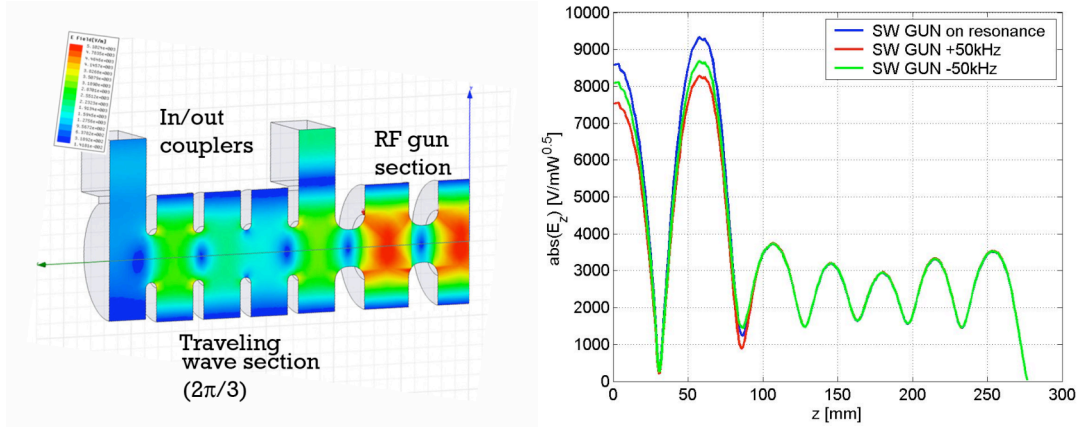 E Field[V/m]
In/out
couplers
RF gun
section
Traveling
wave section
(2π/3)
SW GUN on resonance
SW GUN +50kHz
SW GUN -50kHz
abs(E_z) [V/mW^0.5]
10000
9000
8000
7000
6000
5000
4000
3000
2000
1000
0
0 50 100 150 200 250 300
z [mm]